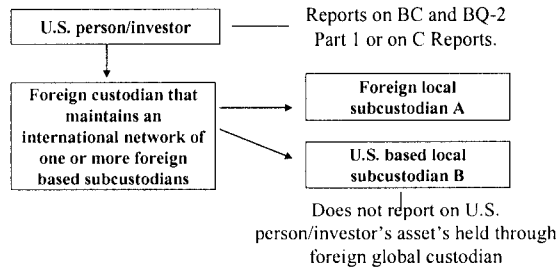 U.S. person/investor
Reports on BC and BQ-2
Part 1 or on C Reports.
Foreign custodian that
maintains an
international network of
one or more foreign
based subcustodians
Foreign local
subcustodian A
U.S. based local
subcustodian B
Does not report on U.S.
person/investor's asset's held through
foreign global custodian